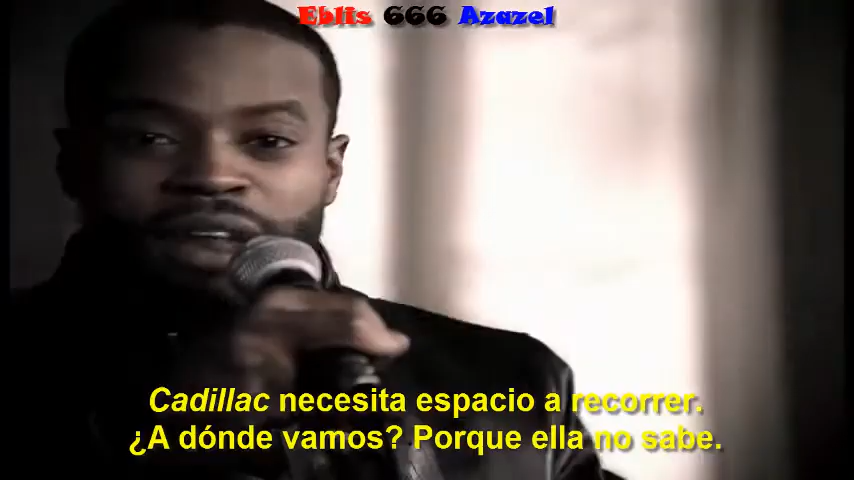 Eblis 666 Azazel
Cadillac necesita espacio a recorrer.
¿A dónde vamos? Porque ella no sabe.